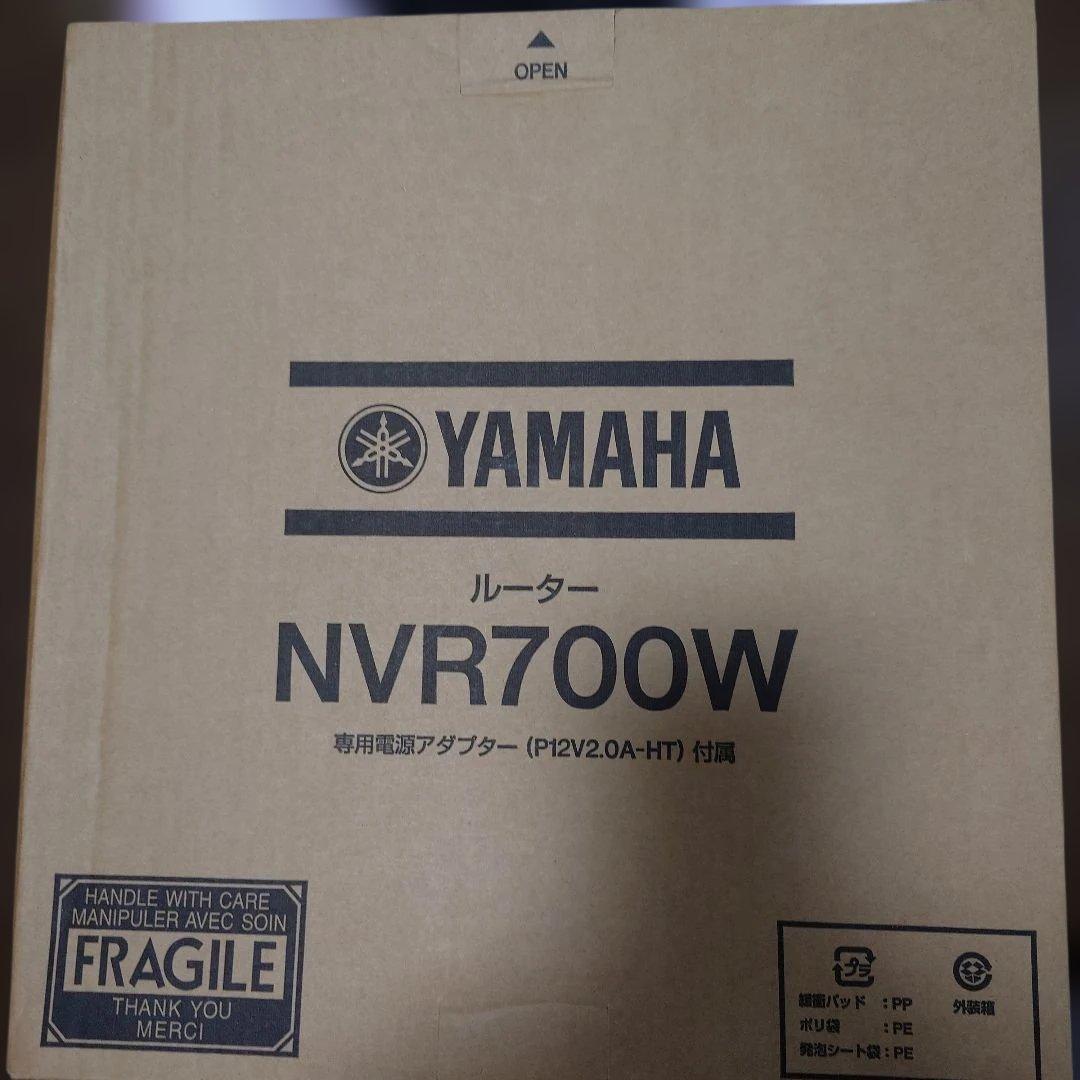 OPEN
YAMAHA
ルーター
NVR700W
専用電源アダプター（P12V2.0A-HT）付属
HANDLE WITH CARE
MANIPULER AVEC SOIN
FRAGILE
THANK YOU
MERCI
プラ
緩衝パッド :PP
ポリ袋 :PE
発泡シート袋:PE
外装箱